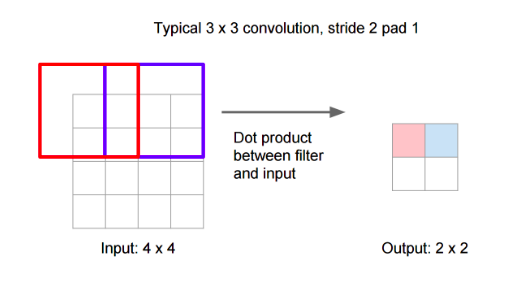 Typical 3 x 3 convolution, stride 2 pad 1
Dot product
between filter
and input
Input: 4 x 4
Output: 2 x 2